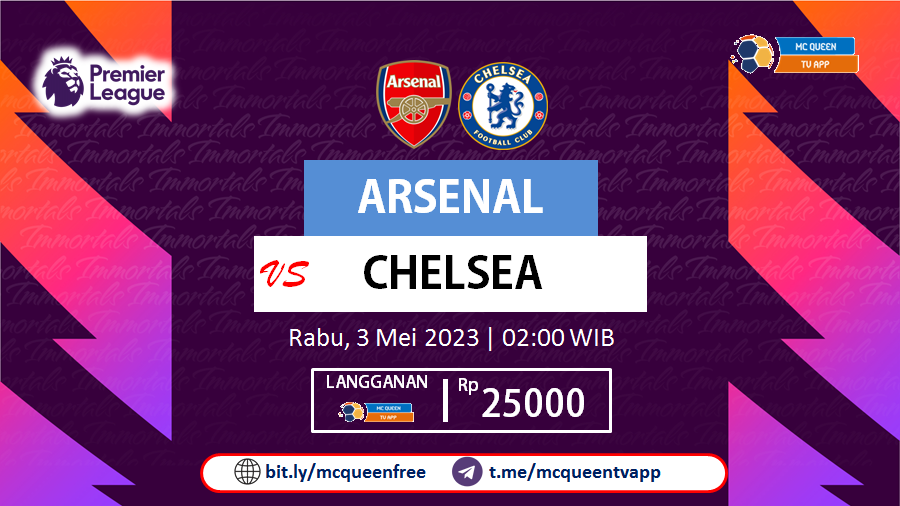 Premier
League
Arsenal
CHELSEA
FOOTBALL CLUB
MC QUEEN
TV APP
ARSENAL
VS CHELSEA
Rabu, 3 Mei 2023 | 02:00 WIB
LANGGANAN
MC QUEEN
TV APP
Rp 25000
bit.ly/mcqueenfree
t.me/mcqueentvapp
Immortals